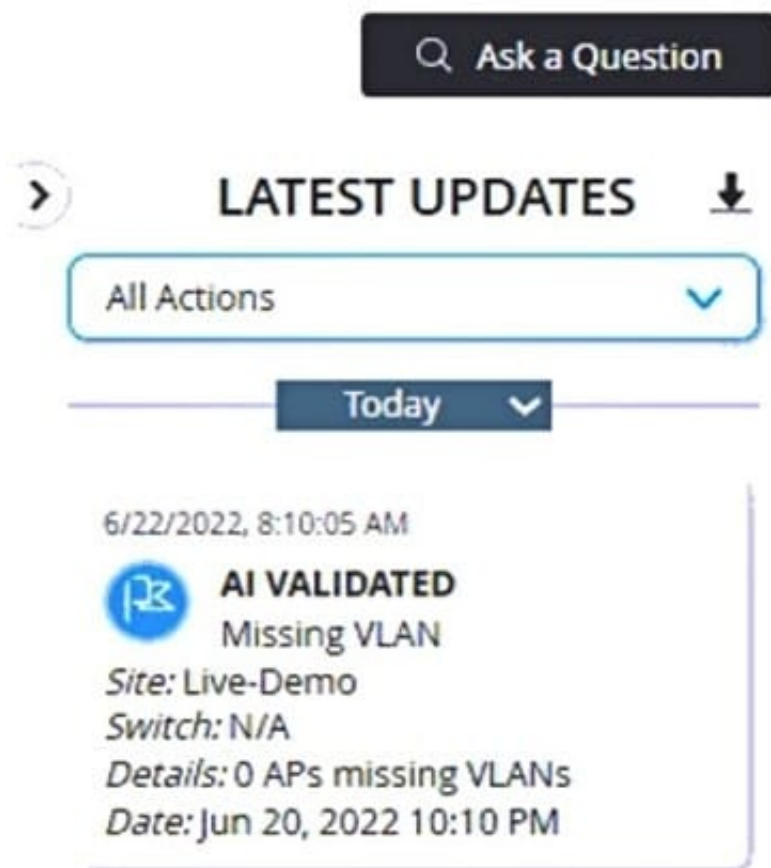 Ask a Question
LATEST UPDATES
All Actions
Today
6/22/2022, 8:10:05 AM
AI VALIDATED
Missing VLAN
Site: Live-Demo
Switch: N/A
Details: 0 APs missing VLANs
Date: Jun 20, 2022 10:10 PM